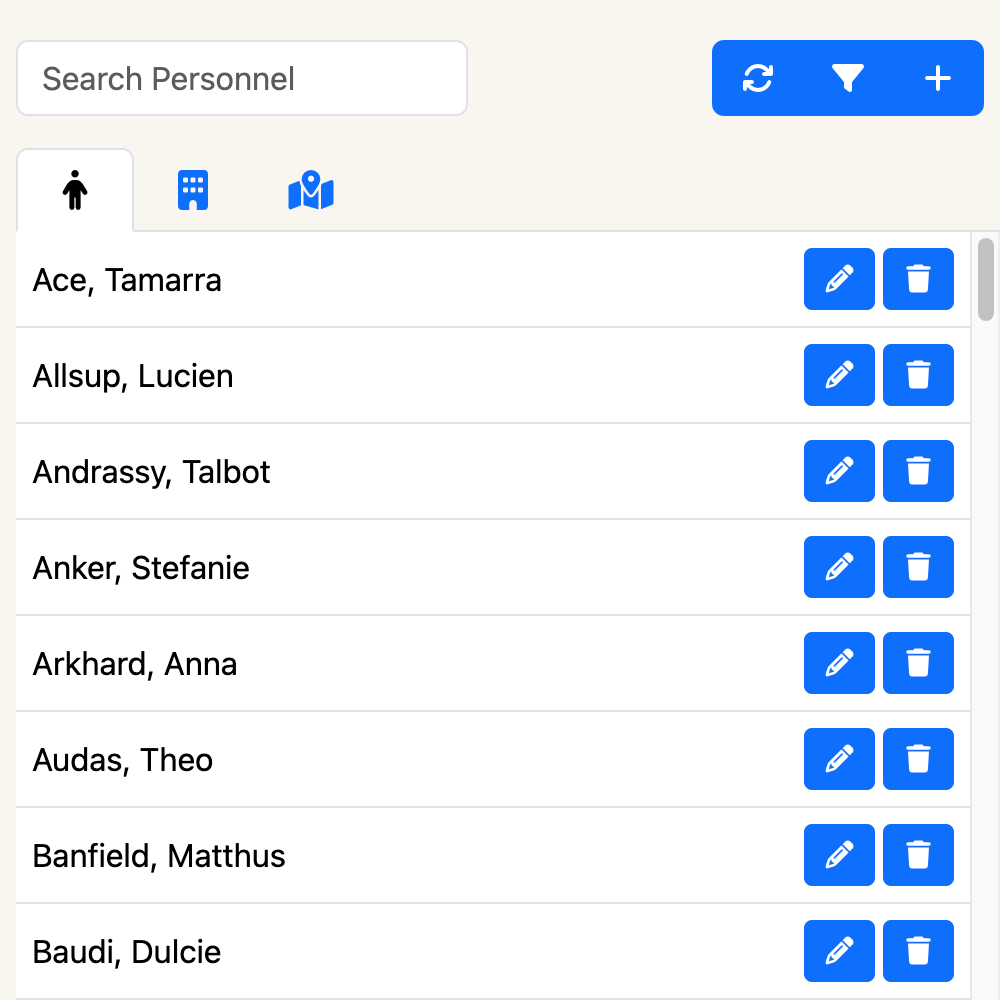 Search Personnel
Ace, Tamarra
Allsup, Lucien
Andrassy, Talbot
Anker, Stefanie
Arkhard, Anna
Audas, Theo
Banfield, Matthus
Baudi, Dulcie